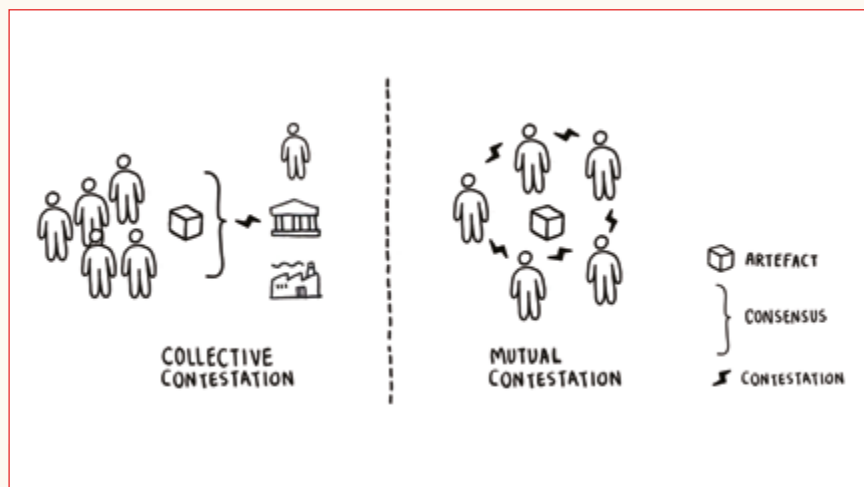 COLLECTIVE
CONTESTATION
MUTUAL
CONTESTATION
ARTEFACT
CONSENSUS
CONTESTATION